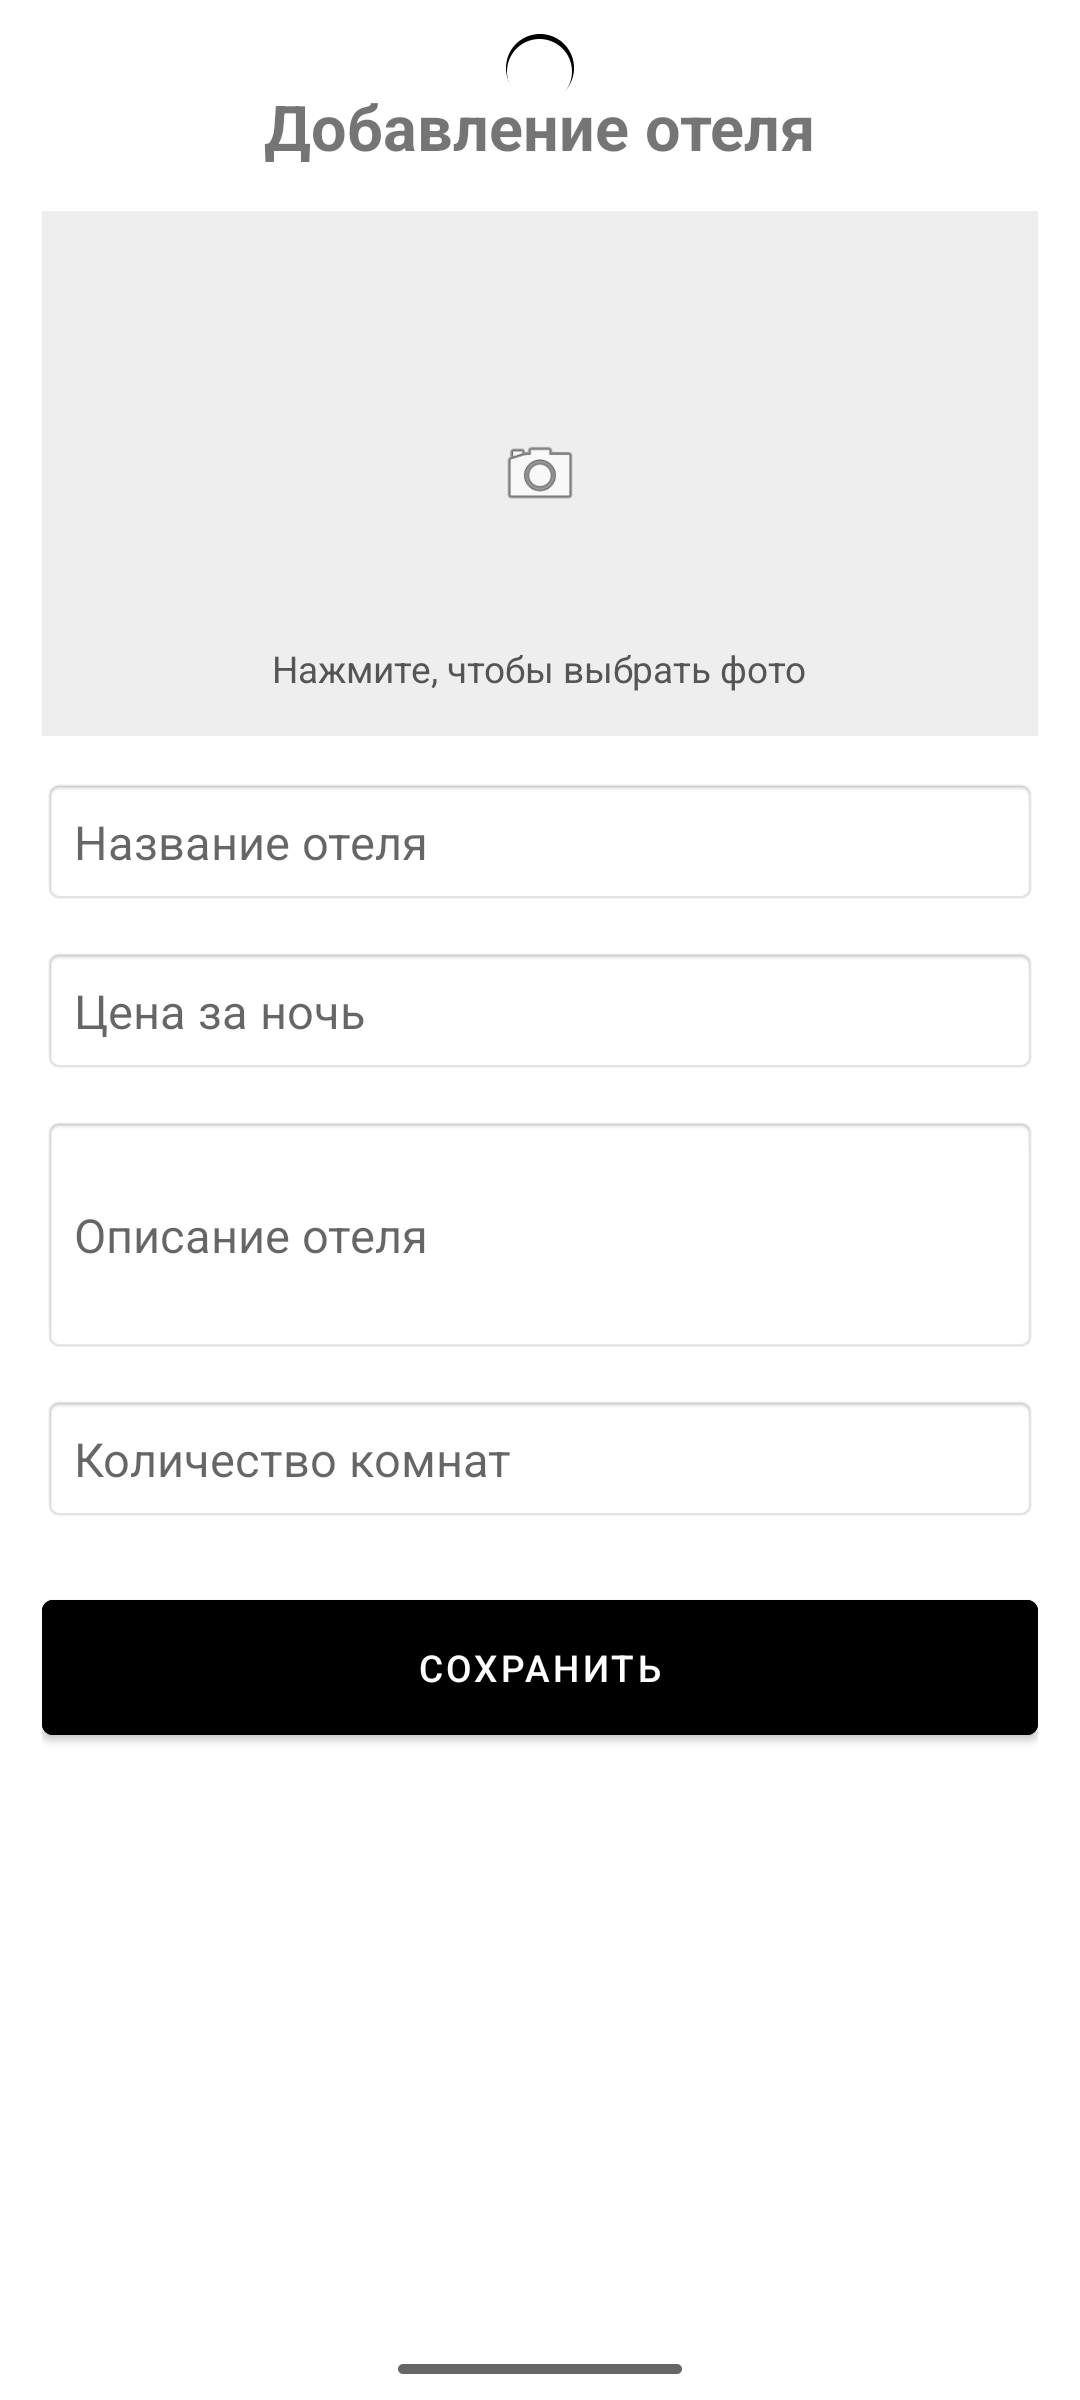 Добавление отеля
Нажмите, чтобы выбрать фото
Название отеля
Цена за ночь
Описание отеля
Количество комнат
СОХРАНИТЬ